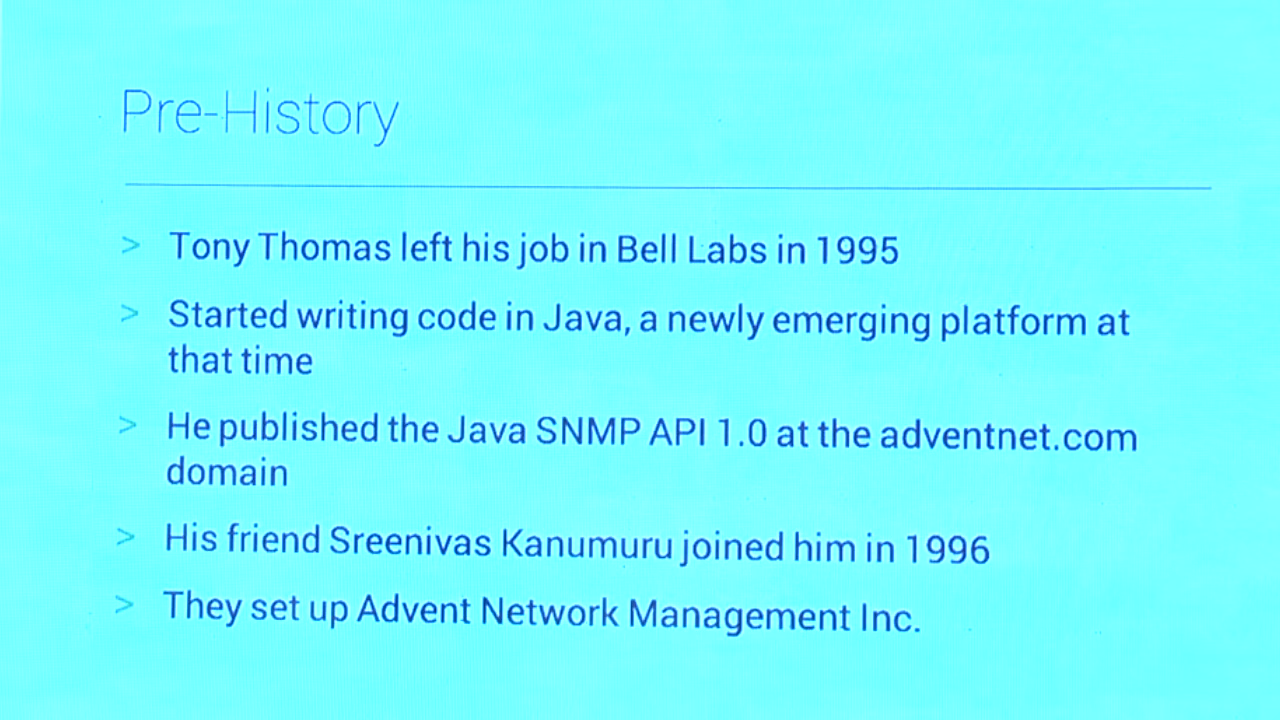 Pre-History
> Tony Thomas left his job in Bell Labs in 1995
> Started writing code in Java, a newly emerging platform at
that time
> He published the Java SNMP API 1.0 at the adventnet.com
domain
> His friend Sreenivas Kanumuru joined him in 1996
> They set up Advent Network Management Inc.